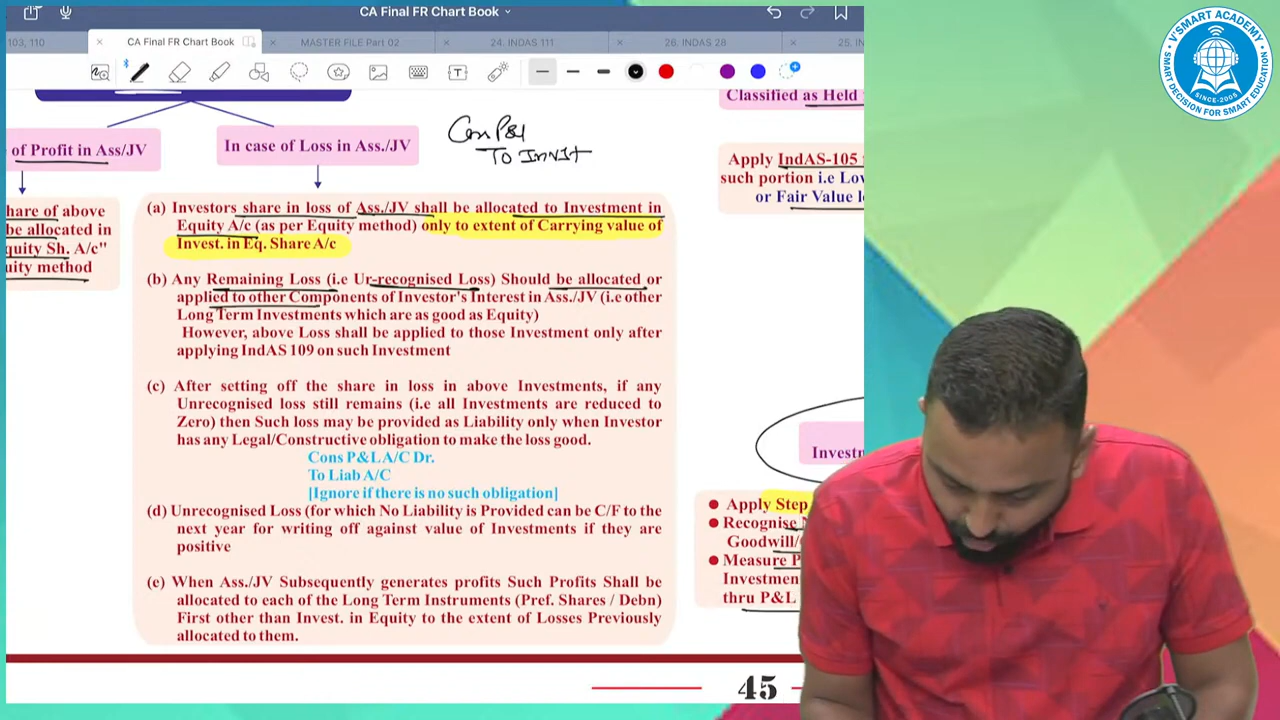 CA Final FR Chart Book
103, 110
CA Final FR Chart Book
MASTER FILE Part 02
24. INDAS 111
26. INDAS 28
25. IN
V'SMART ACADEMY
SMART DECISION FOR SMART EDUCATION
SINCE-2005
Classified as Held
of Profit in Ass/JV
In case of Loss in Ass./JV
Con P&L
To INVIT
Apply IndAS-105
such portion i.e Lov
or Fair Value l
hare of above
be allocated in
quity Sh. A/c"
uity method
(a) Investors share in loss of Ass./JV shall be allocated to Investment in
Equity A/c (as per Equity method) only to extent of Carrying value of
Invest. in Eq. Share A/c
(b) Any Remaining Loss (i.e Ur-recognised Loss) Should be allocated or
applied to other Components of Investor's Interest in Ass./JV (i.e other
Long Term Investments which are as good as Equity)
However, above Loss shall be applied to those Investment only after
applying IndAS 109 on such Investment
(c) After setting off the share in loss in above Investments, if any
Unrecognised loss still remains (i.e all Investments are reduced to
Zero) then Such loss may be provided as Liability only when Investor
has any Legal/Constructive obligation to make the loss good.
Cons P&L A/C Dr.
To Liab A/C
[Ignore if there is no such obligation]
(d) Unrecognised Loss (for which No Liability is Provided can be C/F to the
next year for writing off against value of Investments if they are
positive
(e) When Ass./JV Subsequently generates profits Such Profits Shall be
allocated to each of the Long Term Instruments (Pref. Shares / Debn)
First other than Invest. in Equity to the extent of Losses Previously
allocated to them.
Investm
Apply Step
Recognise
Goodwill/
Measure P
Investmen
thru P&L
45